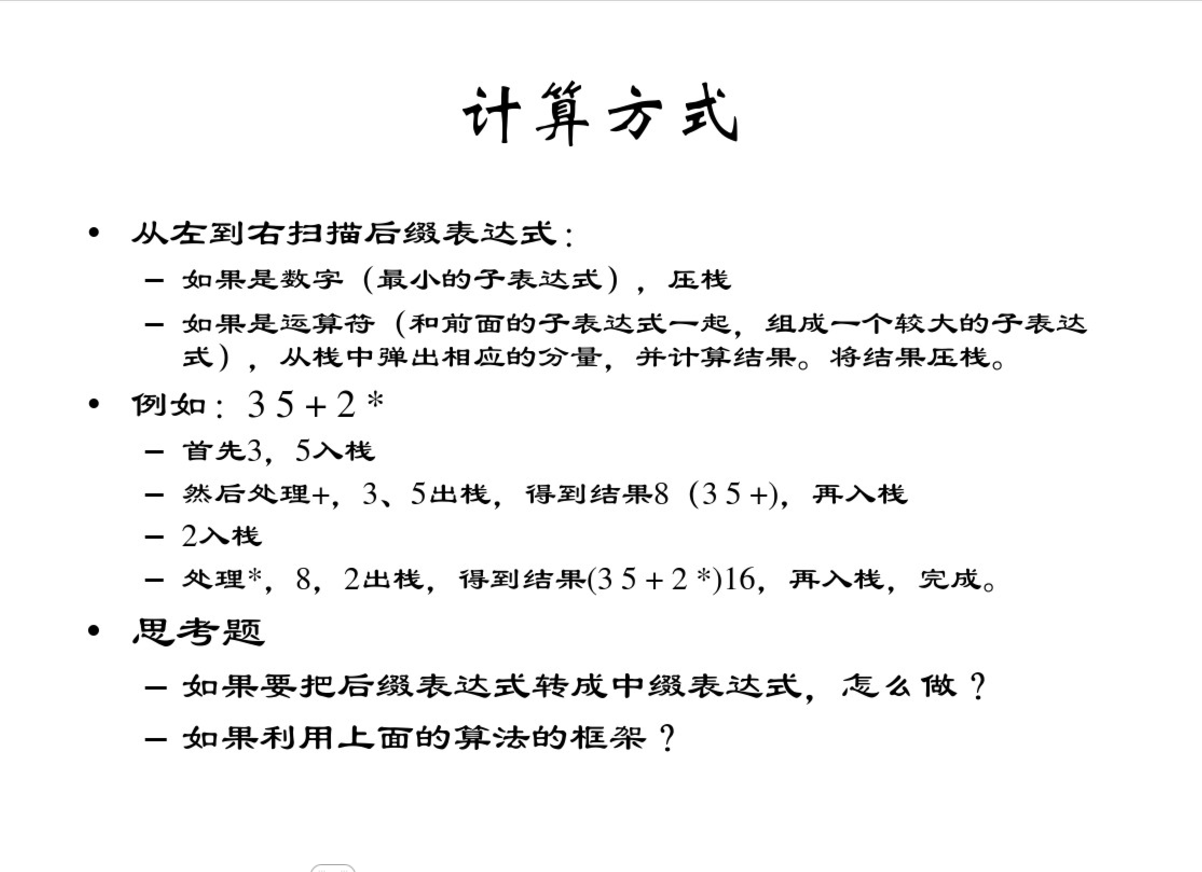 计算方式
• 从左到右扫描后缀表达式：
– 如果是数字（最小的子表达式），压栈
– 如果是运算符（和前面的子表达式一起，组成一个较大的子表达
式），从栈中弹出相应的分量，并计算结果。将结果压栈。
• 例如：3 5 + 2 *
– 首先3，5入栈
– 然后处理+，3、5出栈，得到结果8（3 5 +)，再入栈
– 2入栈
– 处理*，8，2出栈，得到结果(3 5 + 2 *)16，再入栈，完成。
• 思考题
– 如果要把后缀表达式转成中缀表达式，怎么做？
– 如果利用上面的算法的框架？